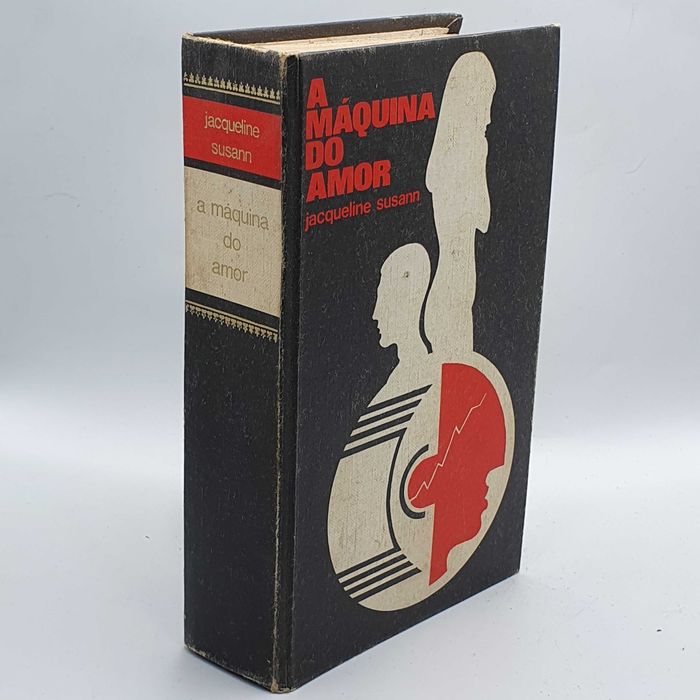 jacqueline
susann
a máquina
do
amor
A
MÁQUINA
DO
AMOR
jacqueline susann